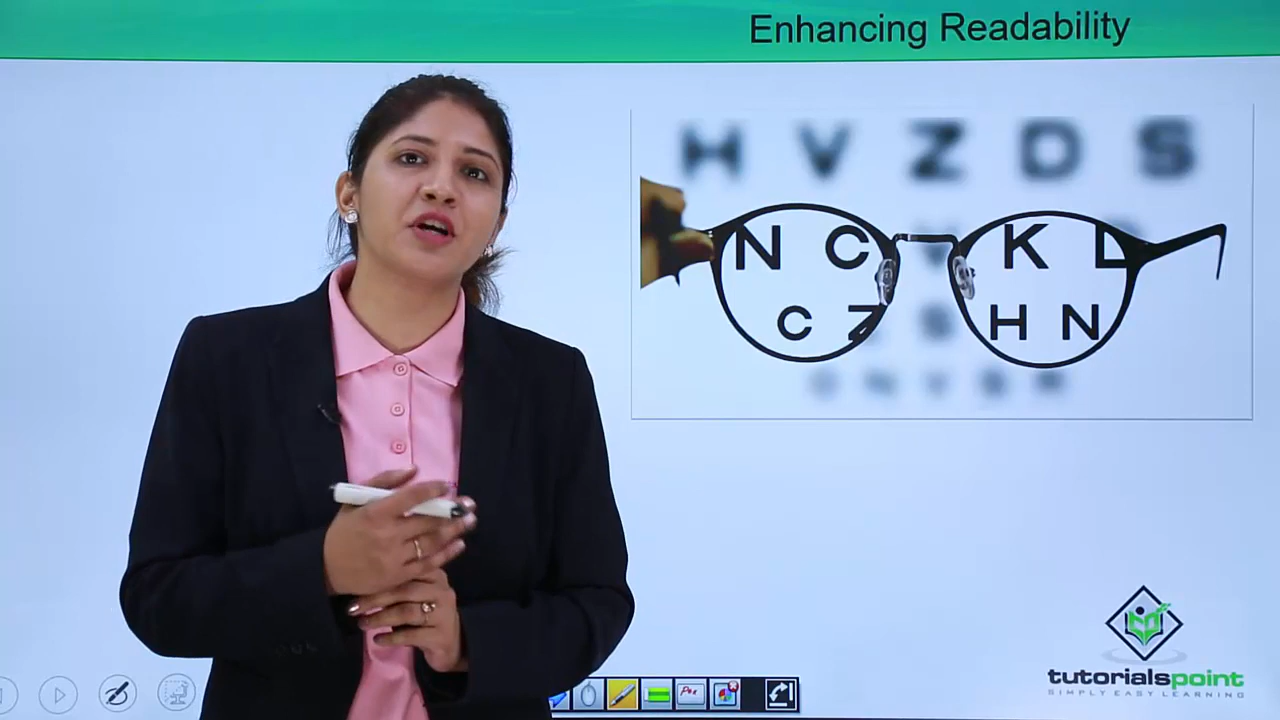 Enhancing Readability
H V Z D S
N C K D
C Z S H N
O N V S R
tutorialspoint
SIMPLY EASY LEARNING